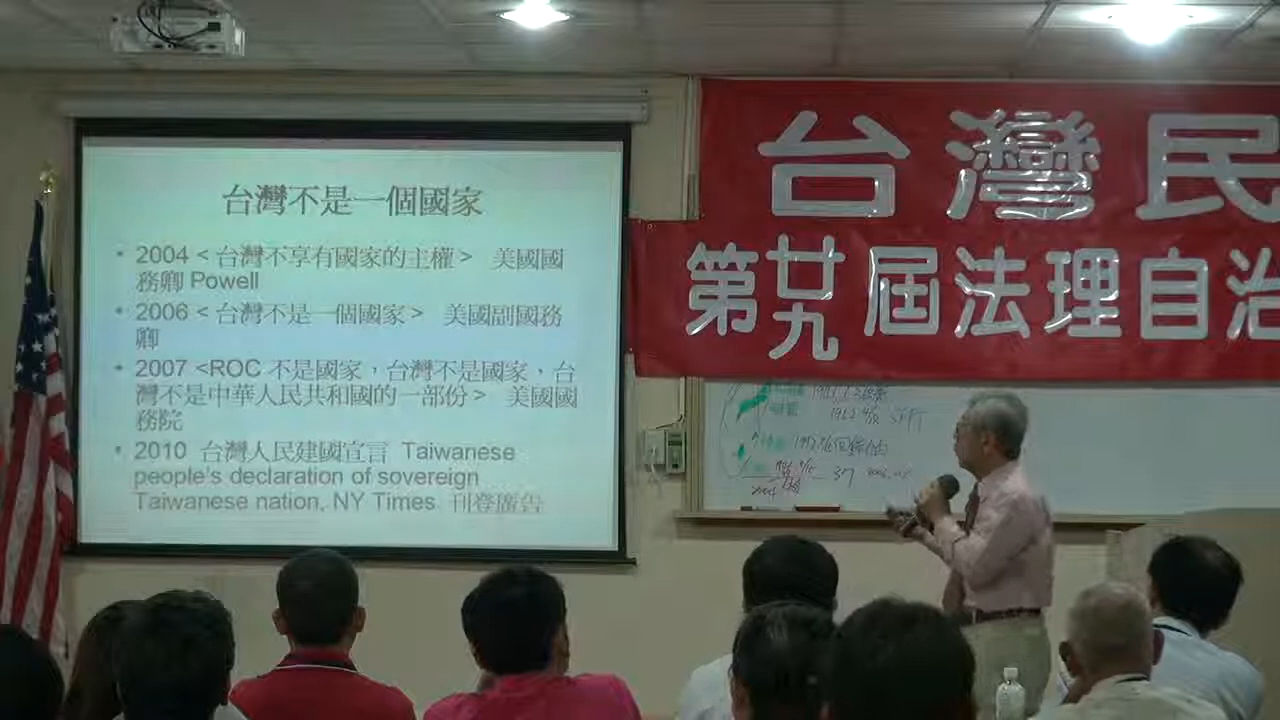 台灣不是一個國家
• 2004 < 台灣不享有國家的主權 > 美國國
務卿 Powell
• 2006 < 台灣不是一個國家 > 美國副國務
卿
• 2007 <ROC 不是國家，台灣不是國家，台
灣不是中華人民共和國的一部份 > 美國國
務院
• 2010 台灣人民建國宣言 Taiwanese
people's declaration of sovereign
Taiwanese nation, NY Times 刊登廣告
台灣民
第廿九屆法理自治
37